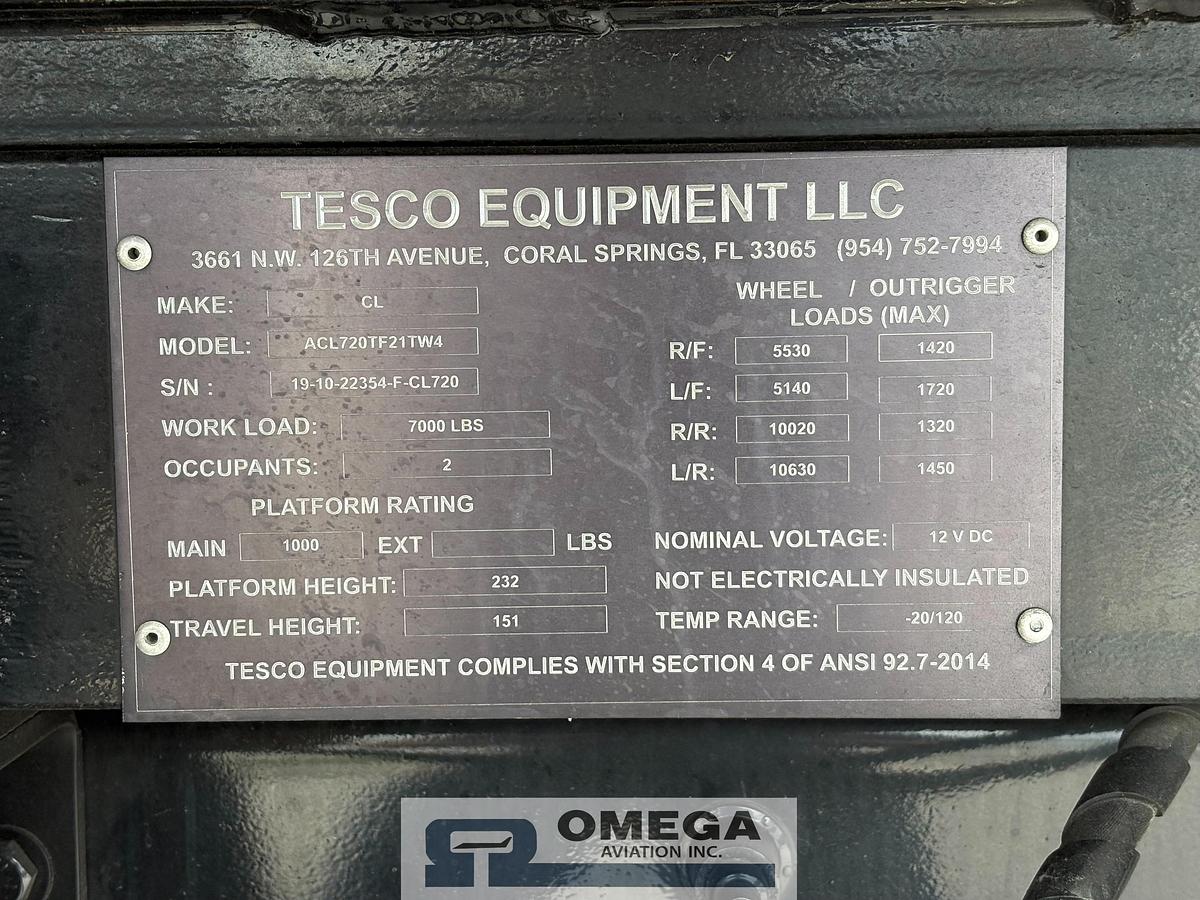 TESCO EQUIPMENT LLC
3661 N.W. 126TH AVENUE, CORAL SPRINGS, FL 33065 (954) 752-7994
MAKE: CL
MODEL: ACL720TF21TW4
S/N : 19-10-22354-F-CL720
WORK LOAD: 7000 LBS
OCCUPANTS: 2
PLATFORM RATING
MAIN 1000 EXT LBS
PLATFORM HEIGHT: 232
TRAVEL HEIGHT: 151
WHEEL / OUTRIGGER
LOADS (MAX)
R/F: 5530 1420
L/F: 5140 1720
R/R: 10020 1320
L/R: 10630 1450
NOMINAL VOLTAGE: 12 V DC
NOT ELECTRICALLY INSULATED
TEMP RANGE: -20/120
TESCO EQUIPMENT COMPLIES WITH SECTION 4 OF ANSI 92.7-2014
OMEGA
AVIATION INC.